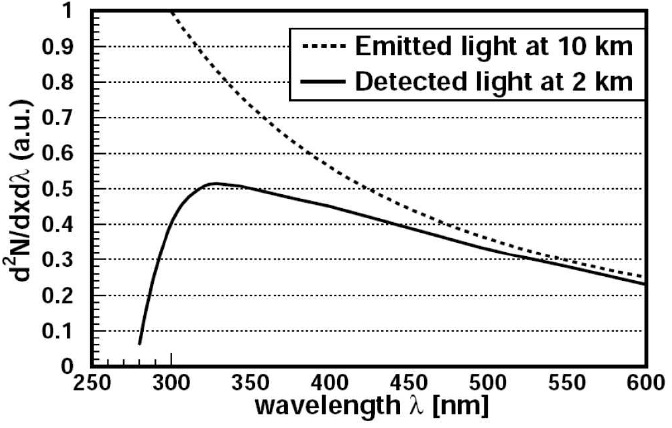 d²N/dxdλ (a.u.)
1
0.9
0.8
0.7
0.6
0.5
0.4
0.3
0.2
0.1
0
Emitted light at 10 km
Detected light at 2 km
250 300 350 400 450 500 550 600
wavelength λ [nm]